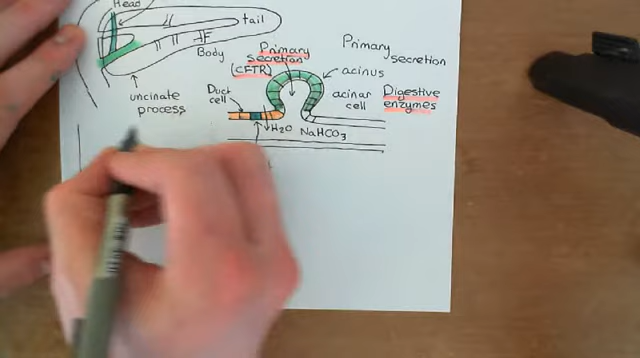 Head
tail
Body
uncinate
process
Primary
secretion
(CFTR)
Primary
secretion
acinus
Duct
cell
acinar
cell
Digestive
enzymes
H2O NaHCO3